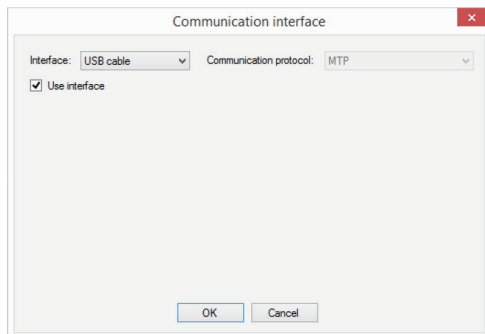 Communication interface
Interface: USB cable Communication protocol: MTP
Use interface
OK Cancel